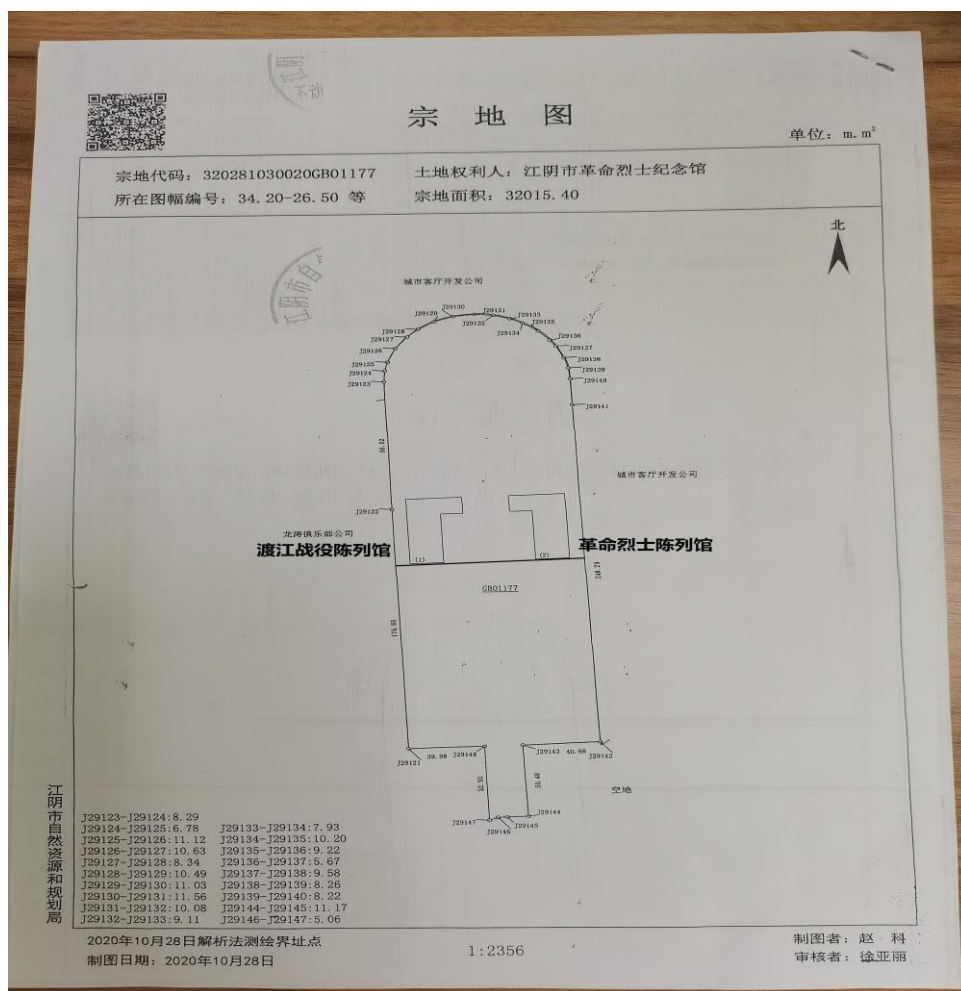 宗地图
单位：m.m²
宗地代码：320281030020GB01177
土地权利人：江阴市革命烈士纪念馆
所在图幅编号：34.20-26.50 等
宗地面积：32015.40
北
江阴市自
城市客厅开发公司
J29130
J29131
J29129
J29132
J29133
J29128
J29134
J29135
J29127
J29136
J29126
J29137
J29125
J29138
J29124
J29139
J29123
J29140
J29141
城市客厅开发公司
J29122
龙涛俱乐部公司
渡江战役陈列馆
革命烈士陈列馆
(1)
(2)
GB01177
248.29
174.60
J29121
39.98
J29148
J29143
40.66
J29142
50.48
空地
J29147
J29146
J29145
J29144
江阴市自然资源和规划局
J29123-J29124:8.29
J29124-J29125:6.78
J29133-J29134:7.93
J29125-J29126:11.12
J29134-J29135:10.20
J29126-J29127:10.63
J29135-J29136:9.22
J29127-J29128:8.34
J29136-J29137:5.67
J29128-J29129:10.49
J29137-J29138:9.58
J29129-J29130:11.03
J29138-J29139:8.26
J29130-J29131:11.56
J29139-J29140:8.22
J29131-J29132:10.08
J29144-J29145:11.17
J29132-J29133:9.11
J29146-J29147:5.06
2020年10月28日解析法测绘界址点
制图日期：2020年10月28日
1:2356
制图者：赵 科
审核者：徐亚丽